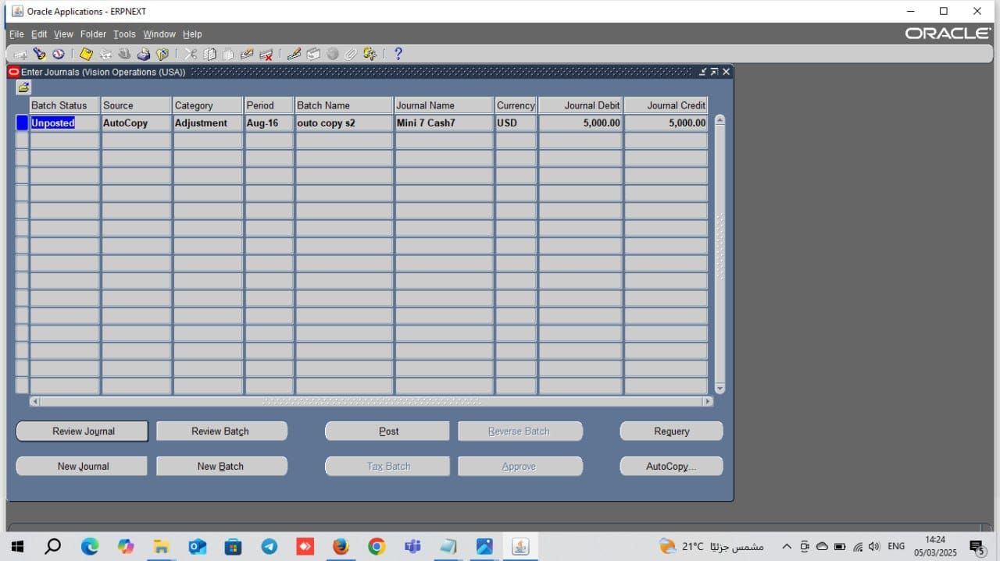 Oracle Applications - ERPNEXT
File Edit View Folder Tools Window Help
ORACLE
Enter Journals (Vision Operations (USA))
Batch Status Source Category Period Batch Name Journal Name Currency Journal Debit Journal Credit
Unposted AutoCopy Adjustment Aug-16 outo copy s2 Mini 7 Cash7 USD 5,000.00 5,000.00
Review Journal Review Batch Post Reverse Batch Requery
New Journal New Batch Tax Batch Approve AutoCopy...
21°C مشمس جزئيًا ENG 14:24
05/03/2025 5